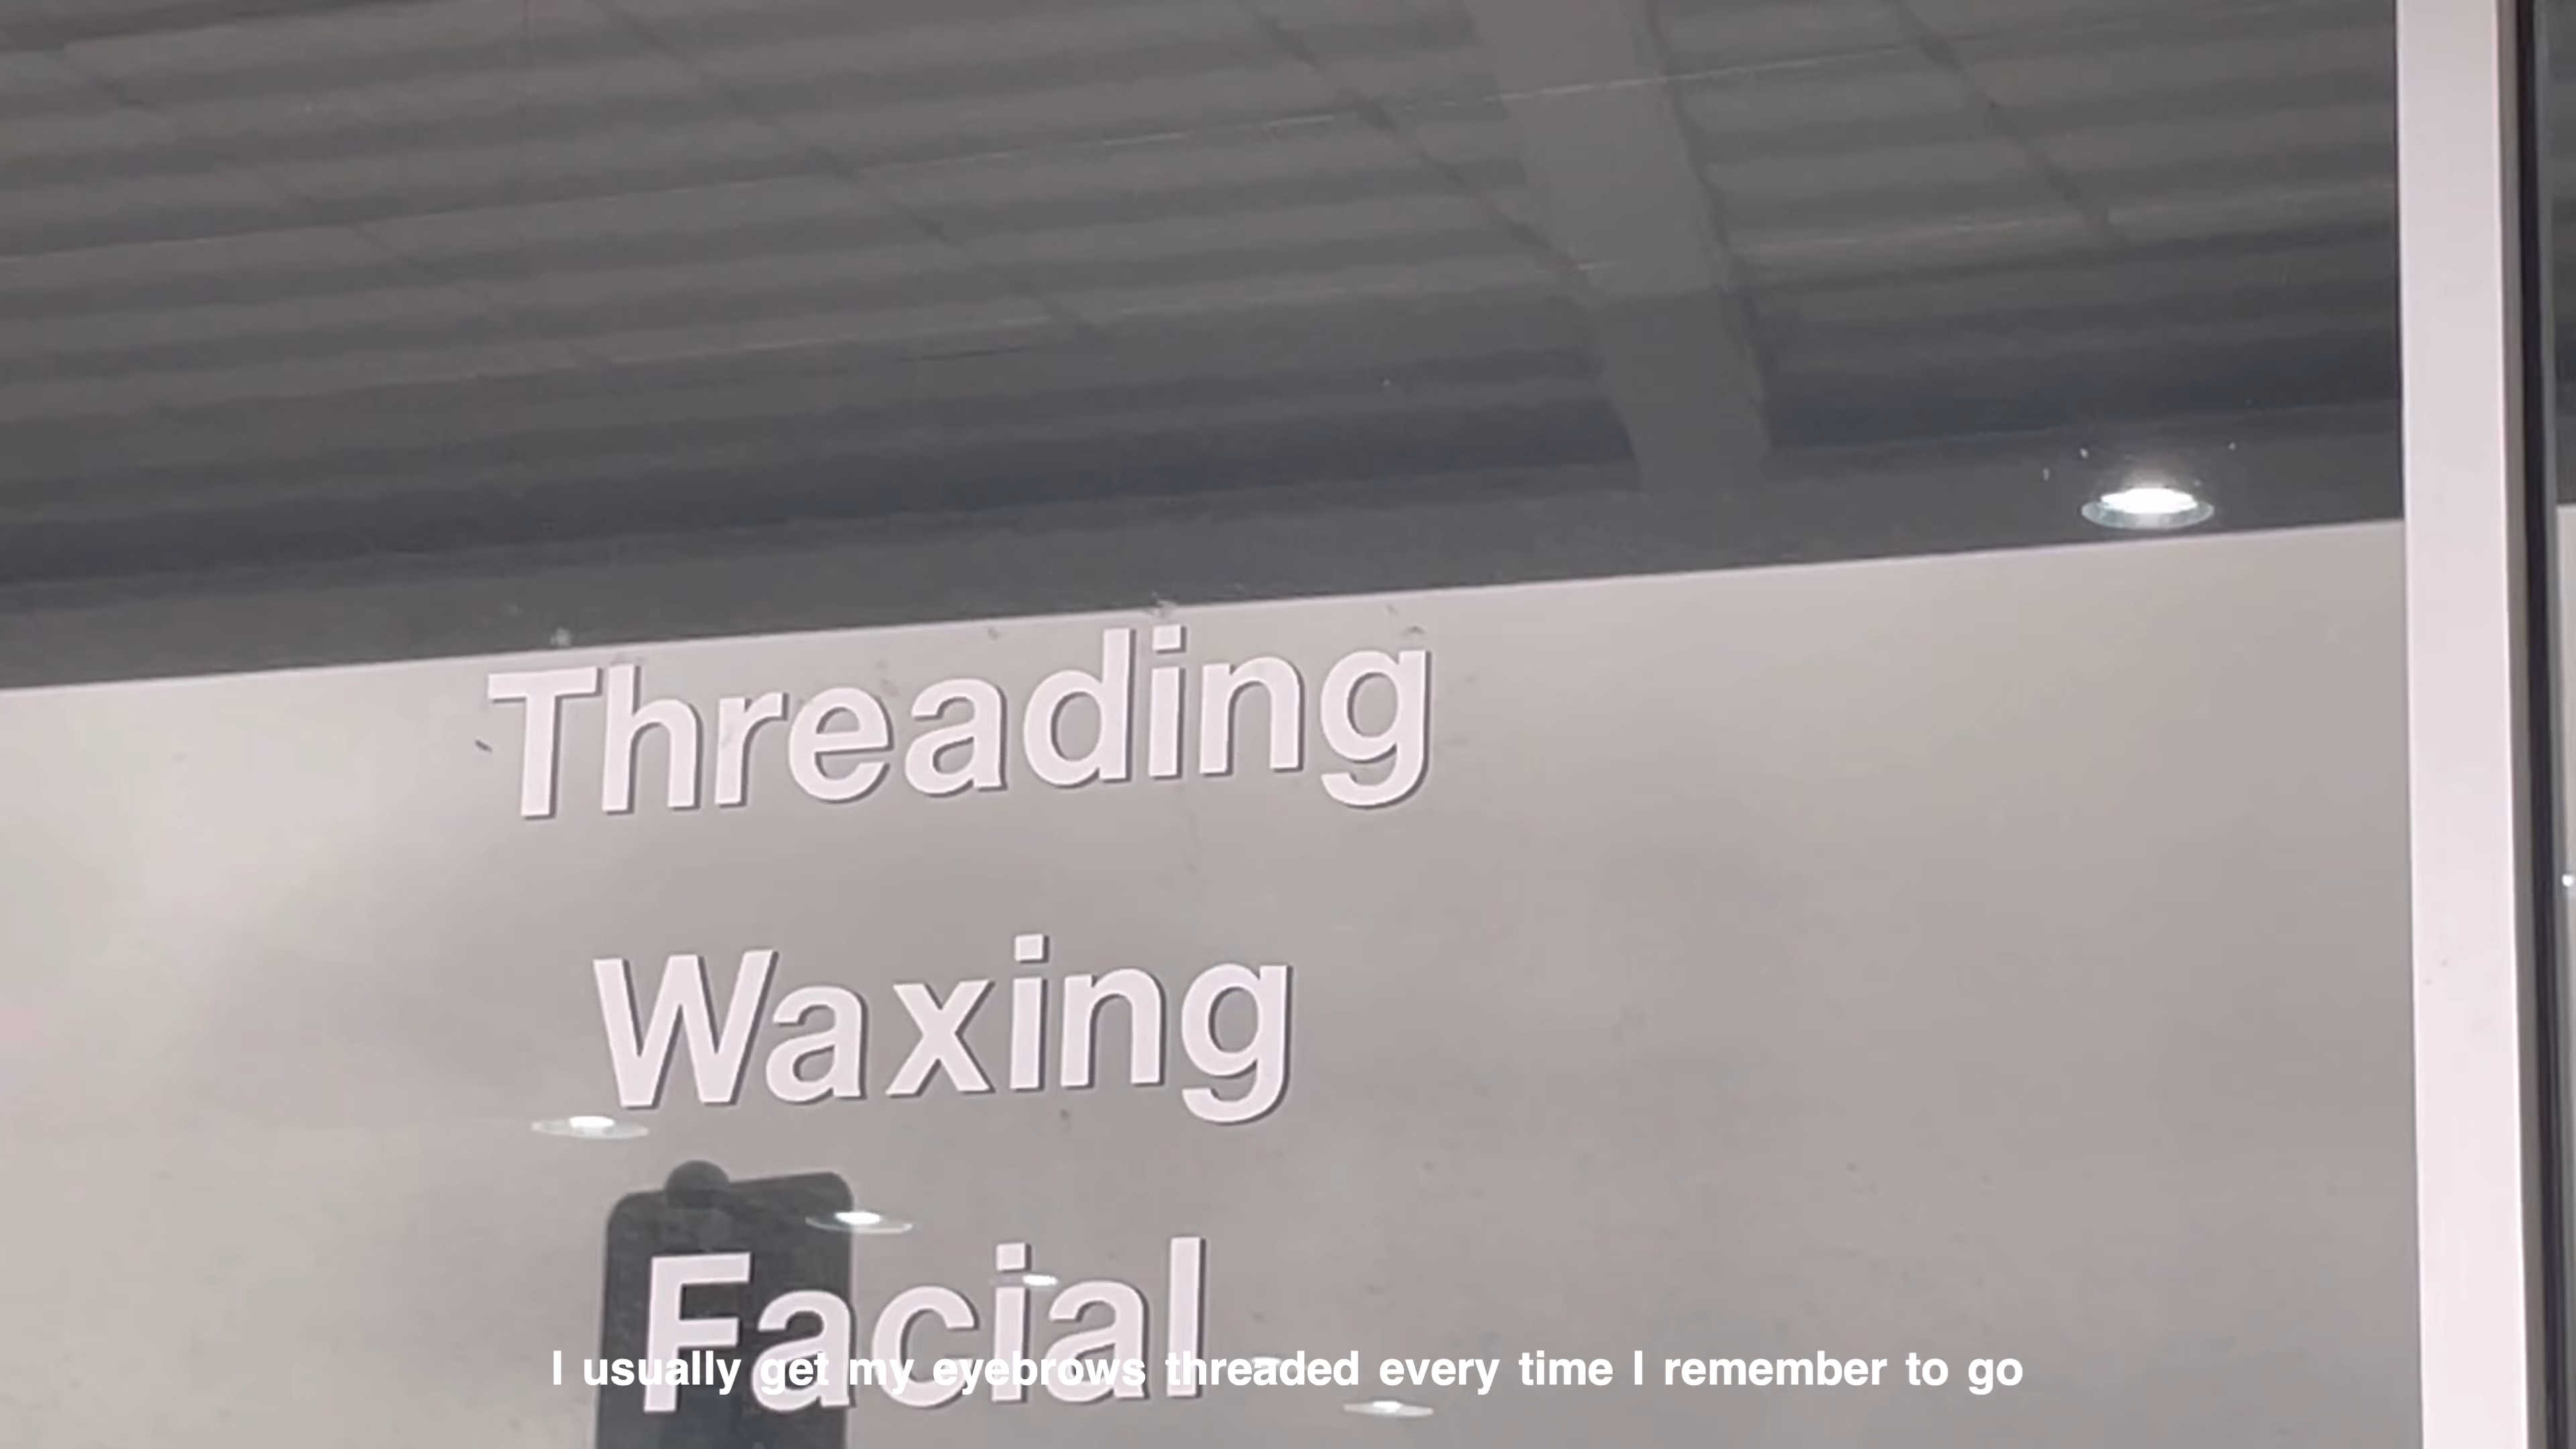 Threading
Waxing
Facial
I usually get my eyebrows threaded every time I remember to go